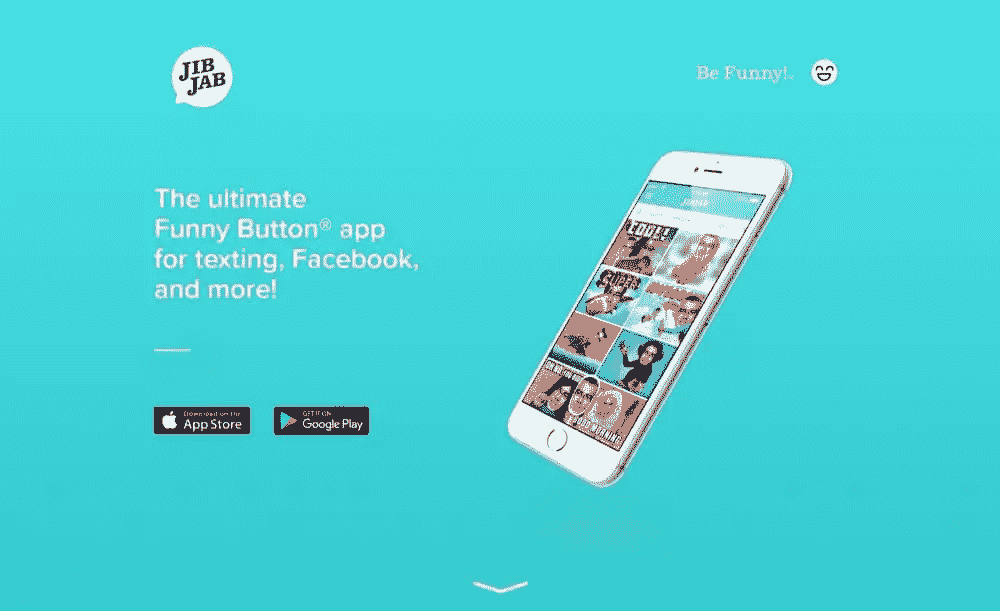 JIB
JAB
Be Funny!
The ultimate
Funny Button® app
for texting, Facebook,
and more!
Download on the
App Store
GET IT ON
Google Play